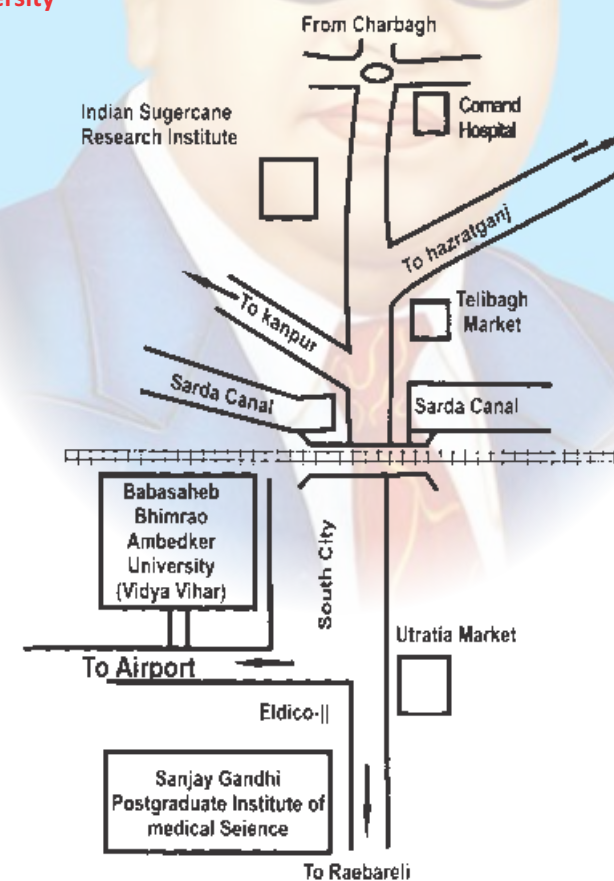 From Charbagh
Indian Sugercane
Research Institute
Comand
Hospital
To hazratganj
To kanpur
Telibagh
Market
Sarda Canal
Sarda Canal
Babasaheb
Bhimrao
Ambedker
University
(Vidya Vihar)
South City
Utratia Market
To Airport
Eldico-||
Sanjay Gandhi
Postgraduate Institute of
medical Seience
To Raebareli